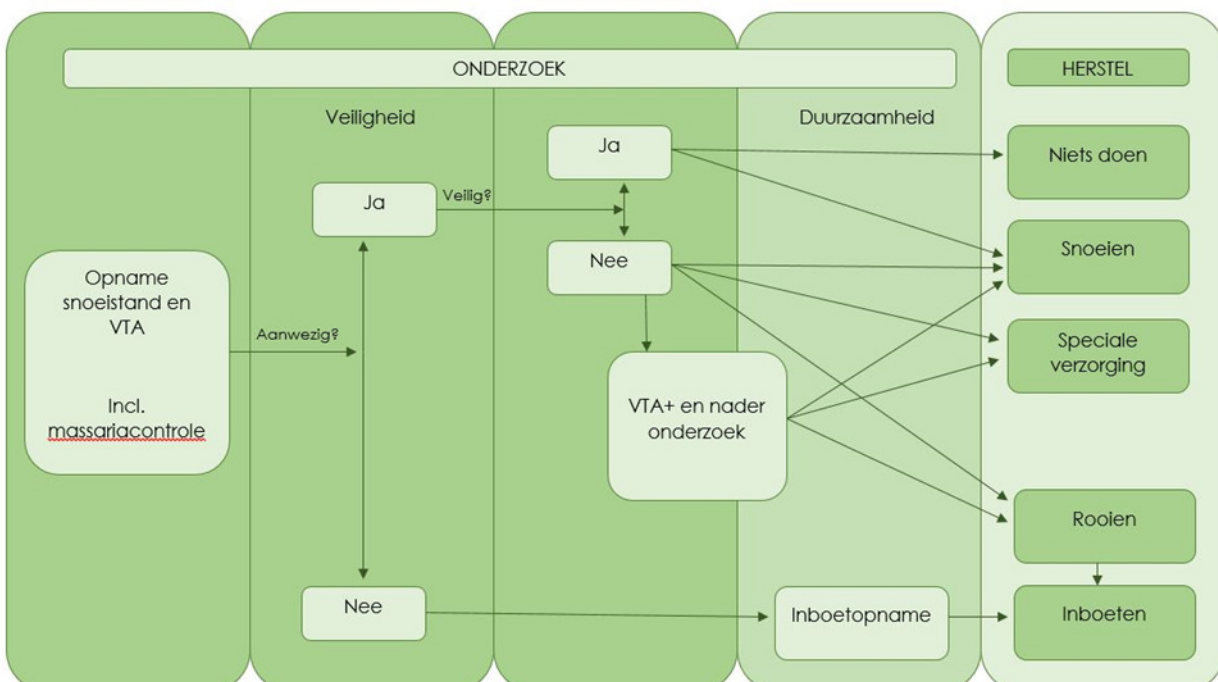 ONDERZOEK
HERSTEL
Veiligheid
Duurzaamheid
Ja
Niets doen
Ja
Veilig?
Nee
Snoeien
Opname
snoeistand en
VTA
Incl.
massariacontrole
Aanwezig?
Speciale
verzorging
VTA+ en nader
onderzoek
Rooien
Nee
Inboetopname
Inboeten